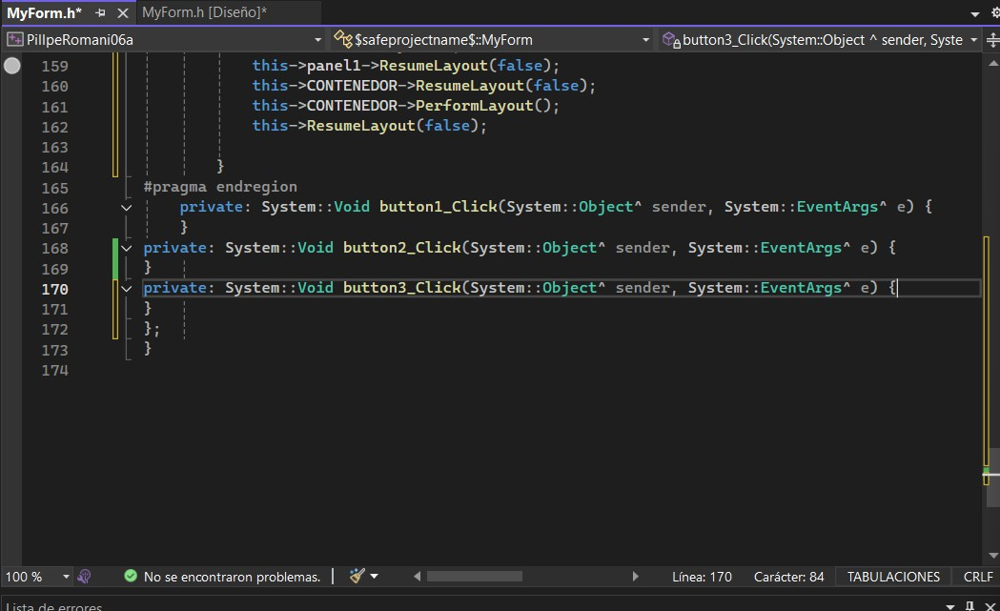 MyForm.h*
MyForm.h [Diseño]*
PillpeRomani06a
$safeprojectname$::MyForm
button3_Click(System::Object ^ sender, Syste
159 this->panel1->ResumeLayout(false);
160 this->CONTENEDOR->ResumeLayout(false);
161 this->CONTENEDOR->PerformLayout();
162 this->ResumeLayout(false);
163
164 }
165 #pragma endregion
166 private: System::Void button1_Click(System::Object^ sender, System::EventArgs^ e) {
167 }
168 private: System::Void button2_Click(System::Object^ sender, System::EventArgs^ e) {
169 }
170 private: System::Void button3_Click(System::Object^ sender, System::EventArgs^ e) {
171 }
172 };
173 }
174
100 % No se encontraron problemas. Línea: 170 Carácter: 84 TABULACIONES CRLF
Lista de errores